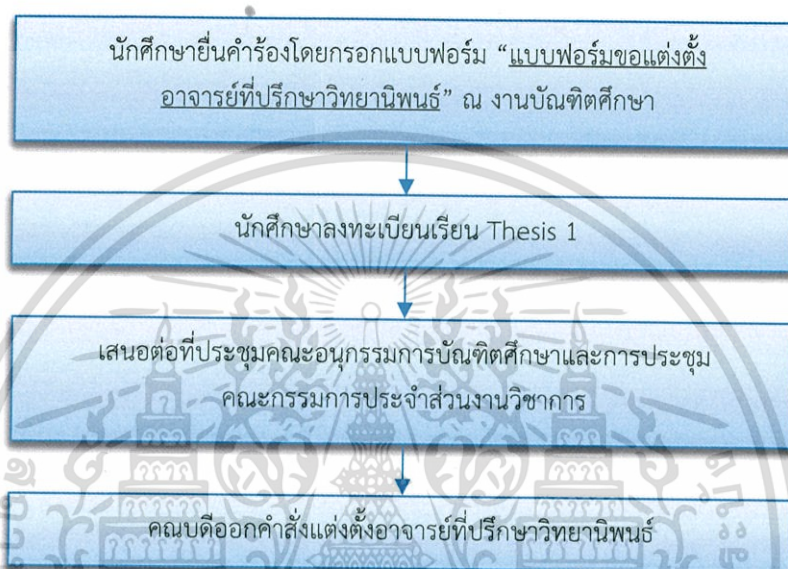 นักศึกษายื่นคำร้องโดยกรอกแบบฟอร์ม “แบบฟอร์มขอแต่งตั้ง
อาจารย์ที่ปรึกษาวิทยานิพนธ์” ณ งานบัณฑิตศึกษา
นักศึกษาลงทะเบียนเรียน Thesis 1
เสนอต่อที่ประชุมคณะอนุกรรมการบัณฑิตศึกษาและการประชุม
คณะกรรมการประจำส่วนงานวิชาการ
คณบดีออกคำสั่งแต่งตั้งอาจารย์ที่ปรึกษาวิทยานิพนธ์